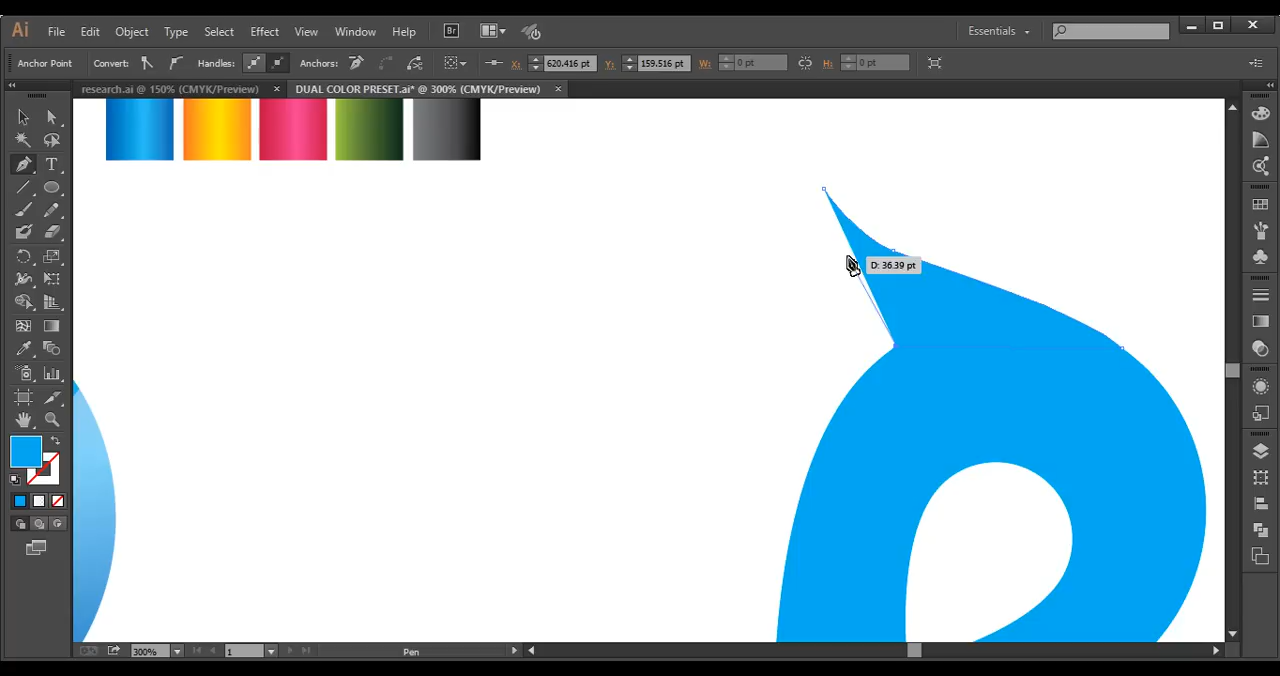 Ai File Edit Object Type Select Effect View Window Help Br Essentials
Anchor Point Convert: Handles: Anchors: X: 620.416 pt Y: 159.516 pt W: 0 pt H: 0 pt
research.ai @ 150% (CMYK/Preview) × DUAL COLOR PRESET.ai* @ 300% (CMYK/Preview) ×
T
D: 36.39 pt
300% 1 Pen